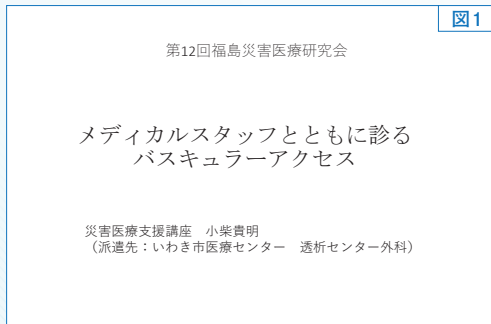 図1
第12回福島災害医療研究会
メディカルスタッフとともに診る
バスキュラーアクセス
災害医療支援講座　小柴貴明
（派遣先：いわき市医療センター　透析センター外科）